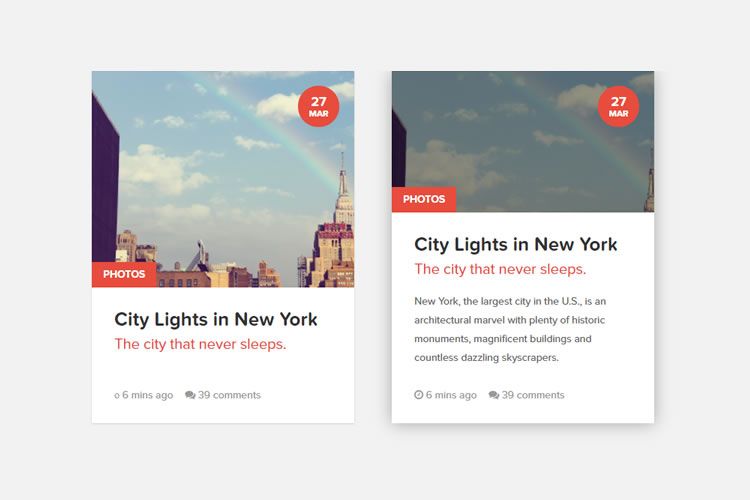 27
MAR
PHOTOS
City Lights in New York
The city that never sleeps.
6 mins ago 39 comments
27
MAR
PHOTOS
City Lights in New York
The city that never sleeps.
New York, the largest city in the U.S., is an
architectural marvel with plenty of historic
monuments, magnificent buildings and
countless dazzling skyscrapers.
6 mins ago 39 comments